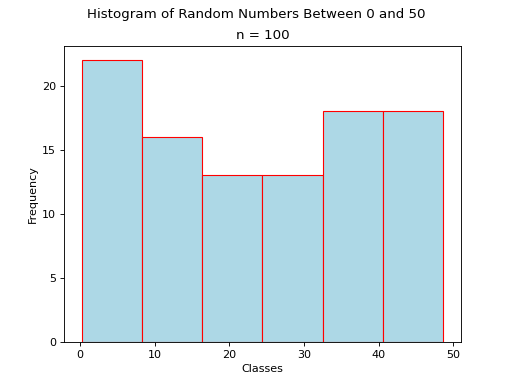 Histogram of Random Numbers Between 0 and 50
n = 100
20
15
10
5
0
Frequency
0 10 20 30 40 50
Classes